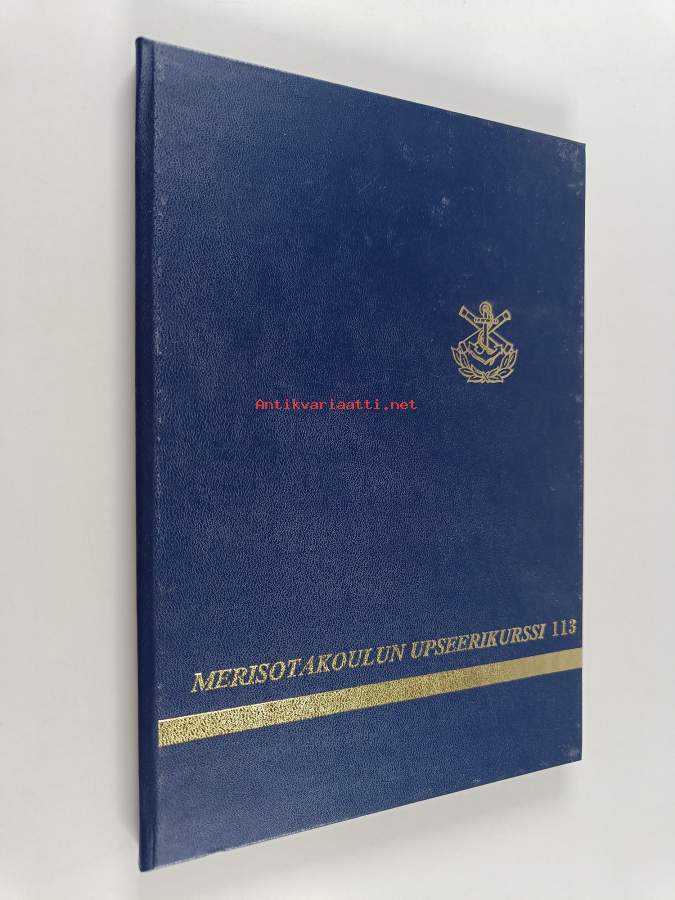 Antikvariaatti.net
MERISOTAKOULUN UPSEERIKURSSI 113